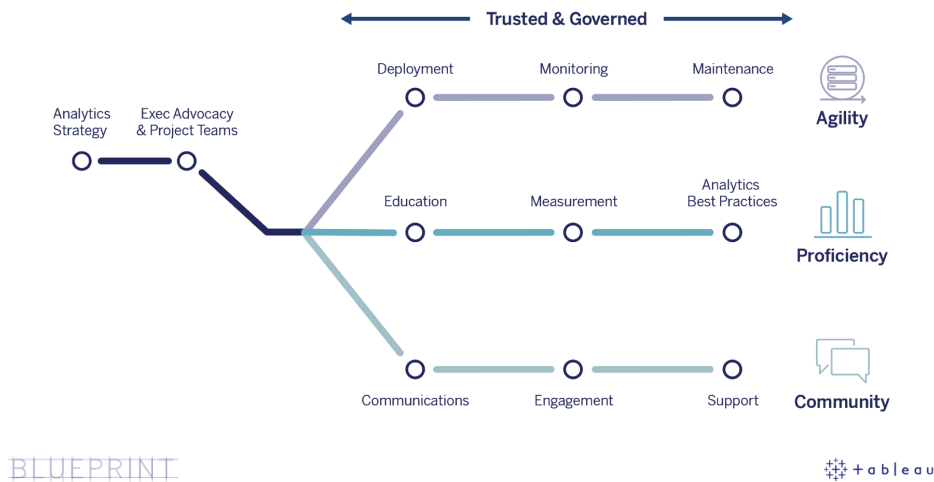 Trusted & Governed
Deployment
Monitoring
Maintenance
Agility
Analytics
Strategy
Exec Advocacy
& Project Teams
Education
Measurement
Analytics
Best Practices
Proficiency
Communications
Engagement
Support
Community
BLUEPRINT
+ableau